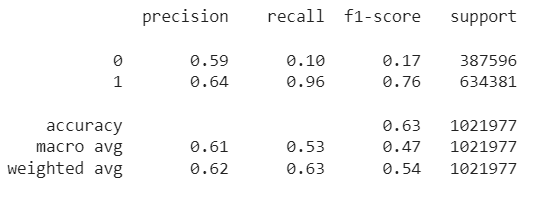 precision recall f1-score support
0 0.59 0.10 0.17 387596
1 0.64 0.96 0.76 634381
accuracy 0.63 1021977
macro avg 0.61 0.53 0.47 1021977
weighted avg 0.62 0.63 0.54 1021977